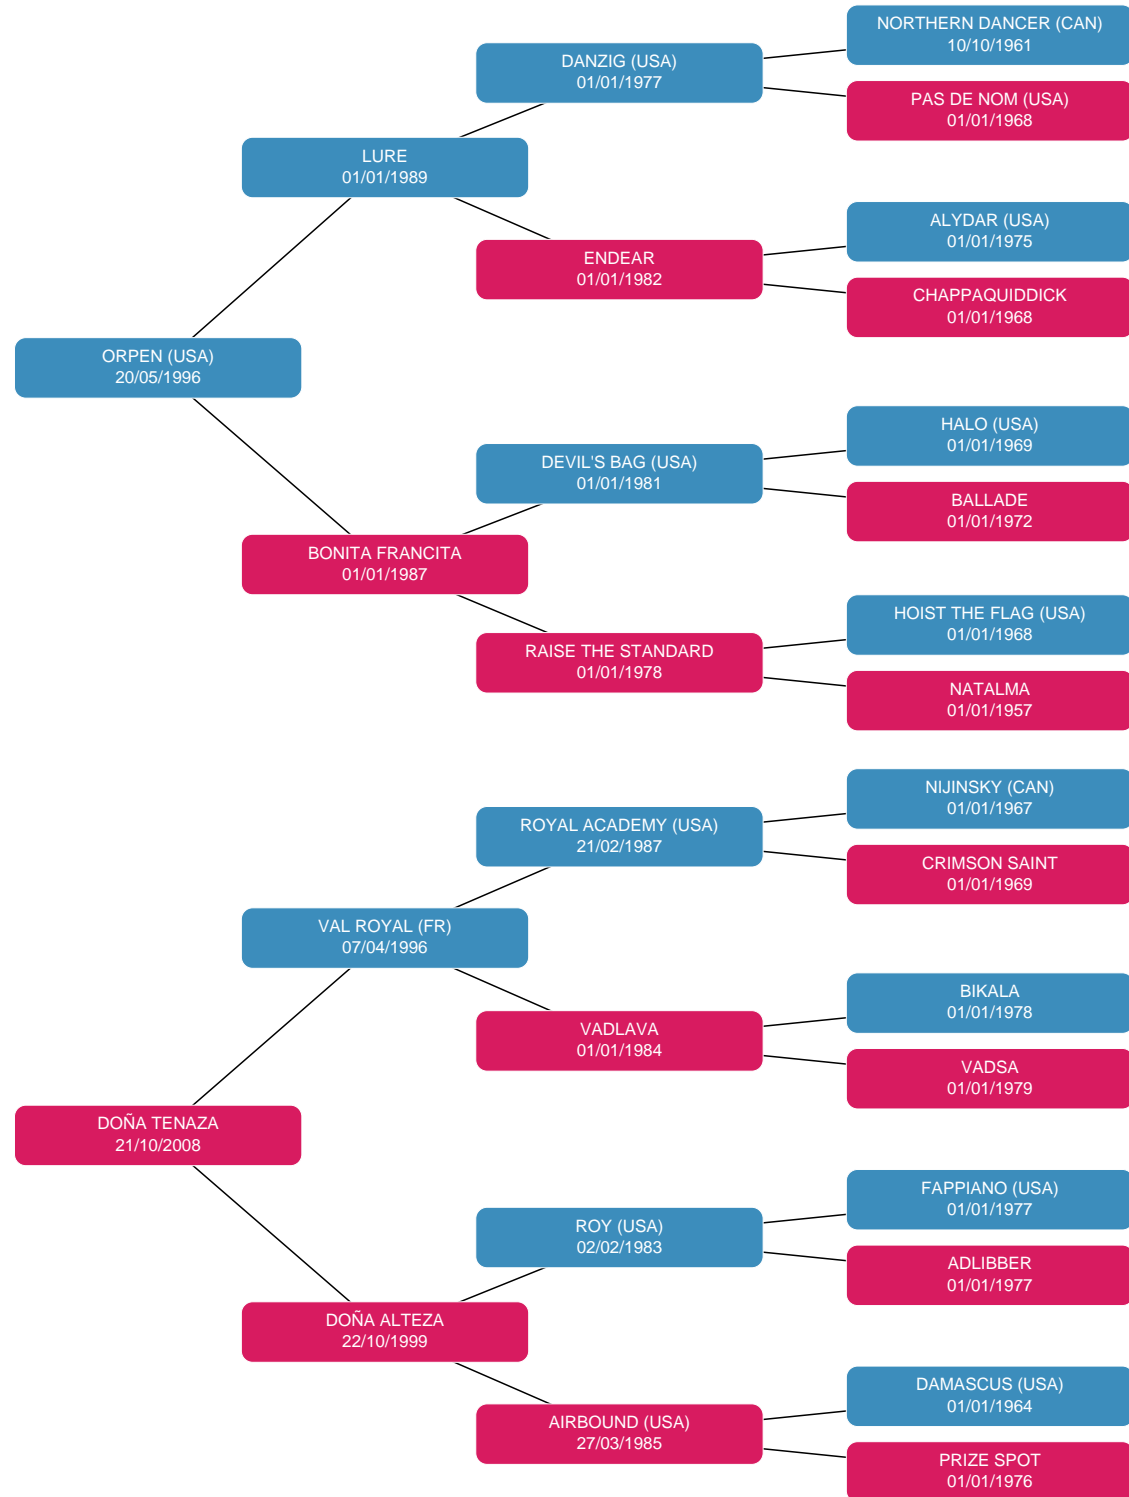 NORTHERN DANCER (CAN)
10/10/1961
DANZIG (USA)
01/01/1977
PAS DE NOM (USA)
01/01/1968
LURE
01/01/1989
ALYDAR (USA)
01/01/1975
ENDEAR
01/01/1982
CHAPPAQUIDDICK
01/01/1968
ORPEN (USA)
20/05/1996
HALO (USA)
01/01/1969
DEVIL'S BAG (USA)
01/01/1981
BALLADE
01/01/1972
BONITA FRANCITA
01/01/1987
HOIST THE FLAG (USA)
01/01/1968
RAISE THE STANDARD
01/01/1978
NATALMA
01/01/1957
NIJINSKY (CAN)
01/01/1967
ROYAL ACADEMY (USA)
21/02/1987
CRIMSON SAINT
01/01/1969
VAL ROYAL (FR)
07/04/1996
BIKALA
01/01/1978
VADLAVA
01/01/1984
VADSA
01/01/1979
DOÑA TENAZA
21/10/2008
FAPPIANO (USA)
01/01/1977
ROY (USA)
02/02/1983
ADLIBBER
01/01/1977
DOÑA ALTEZA
22/10/1999
DAMASCUS (USA)
01/01/1964
AIRBOUND (USA)
27/03/1985
PRIZE SPOT
01/01/1976